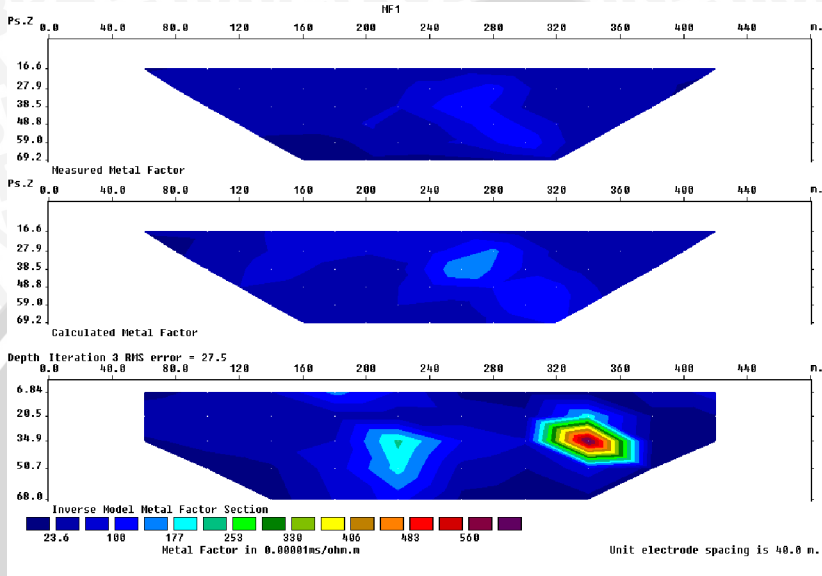 MF1
Ps.Z 0.0 40.0 80.0 120 160 200 240 280 320 360 400 440 m.
16.6
27.9
38.5
48.8
59.0
69.2
Measured Metal Factor
Ps.Z 0.0 40.0 80.0 120 160 200 240 280 320 360 400 440 m.
16.6
27.9
38.5
48.8
59.0
69.2
Calculated Metal Factor
Depth Iteration 3 RMS error = 27.5
0.0 40.0 80.0 120 160 200 240 280 320 360 400 440 m.
6.84
20.5
34.9
50.7
68.0
Inverse Model Metal Factor Section
23.6 100 177 253 330 406 483 560
Metal Factor in 0.00001ms/ohm.m
Unit electrode spacing is 40.0 m.